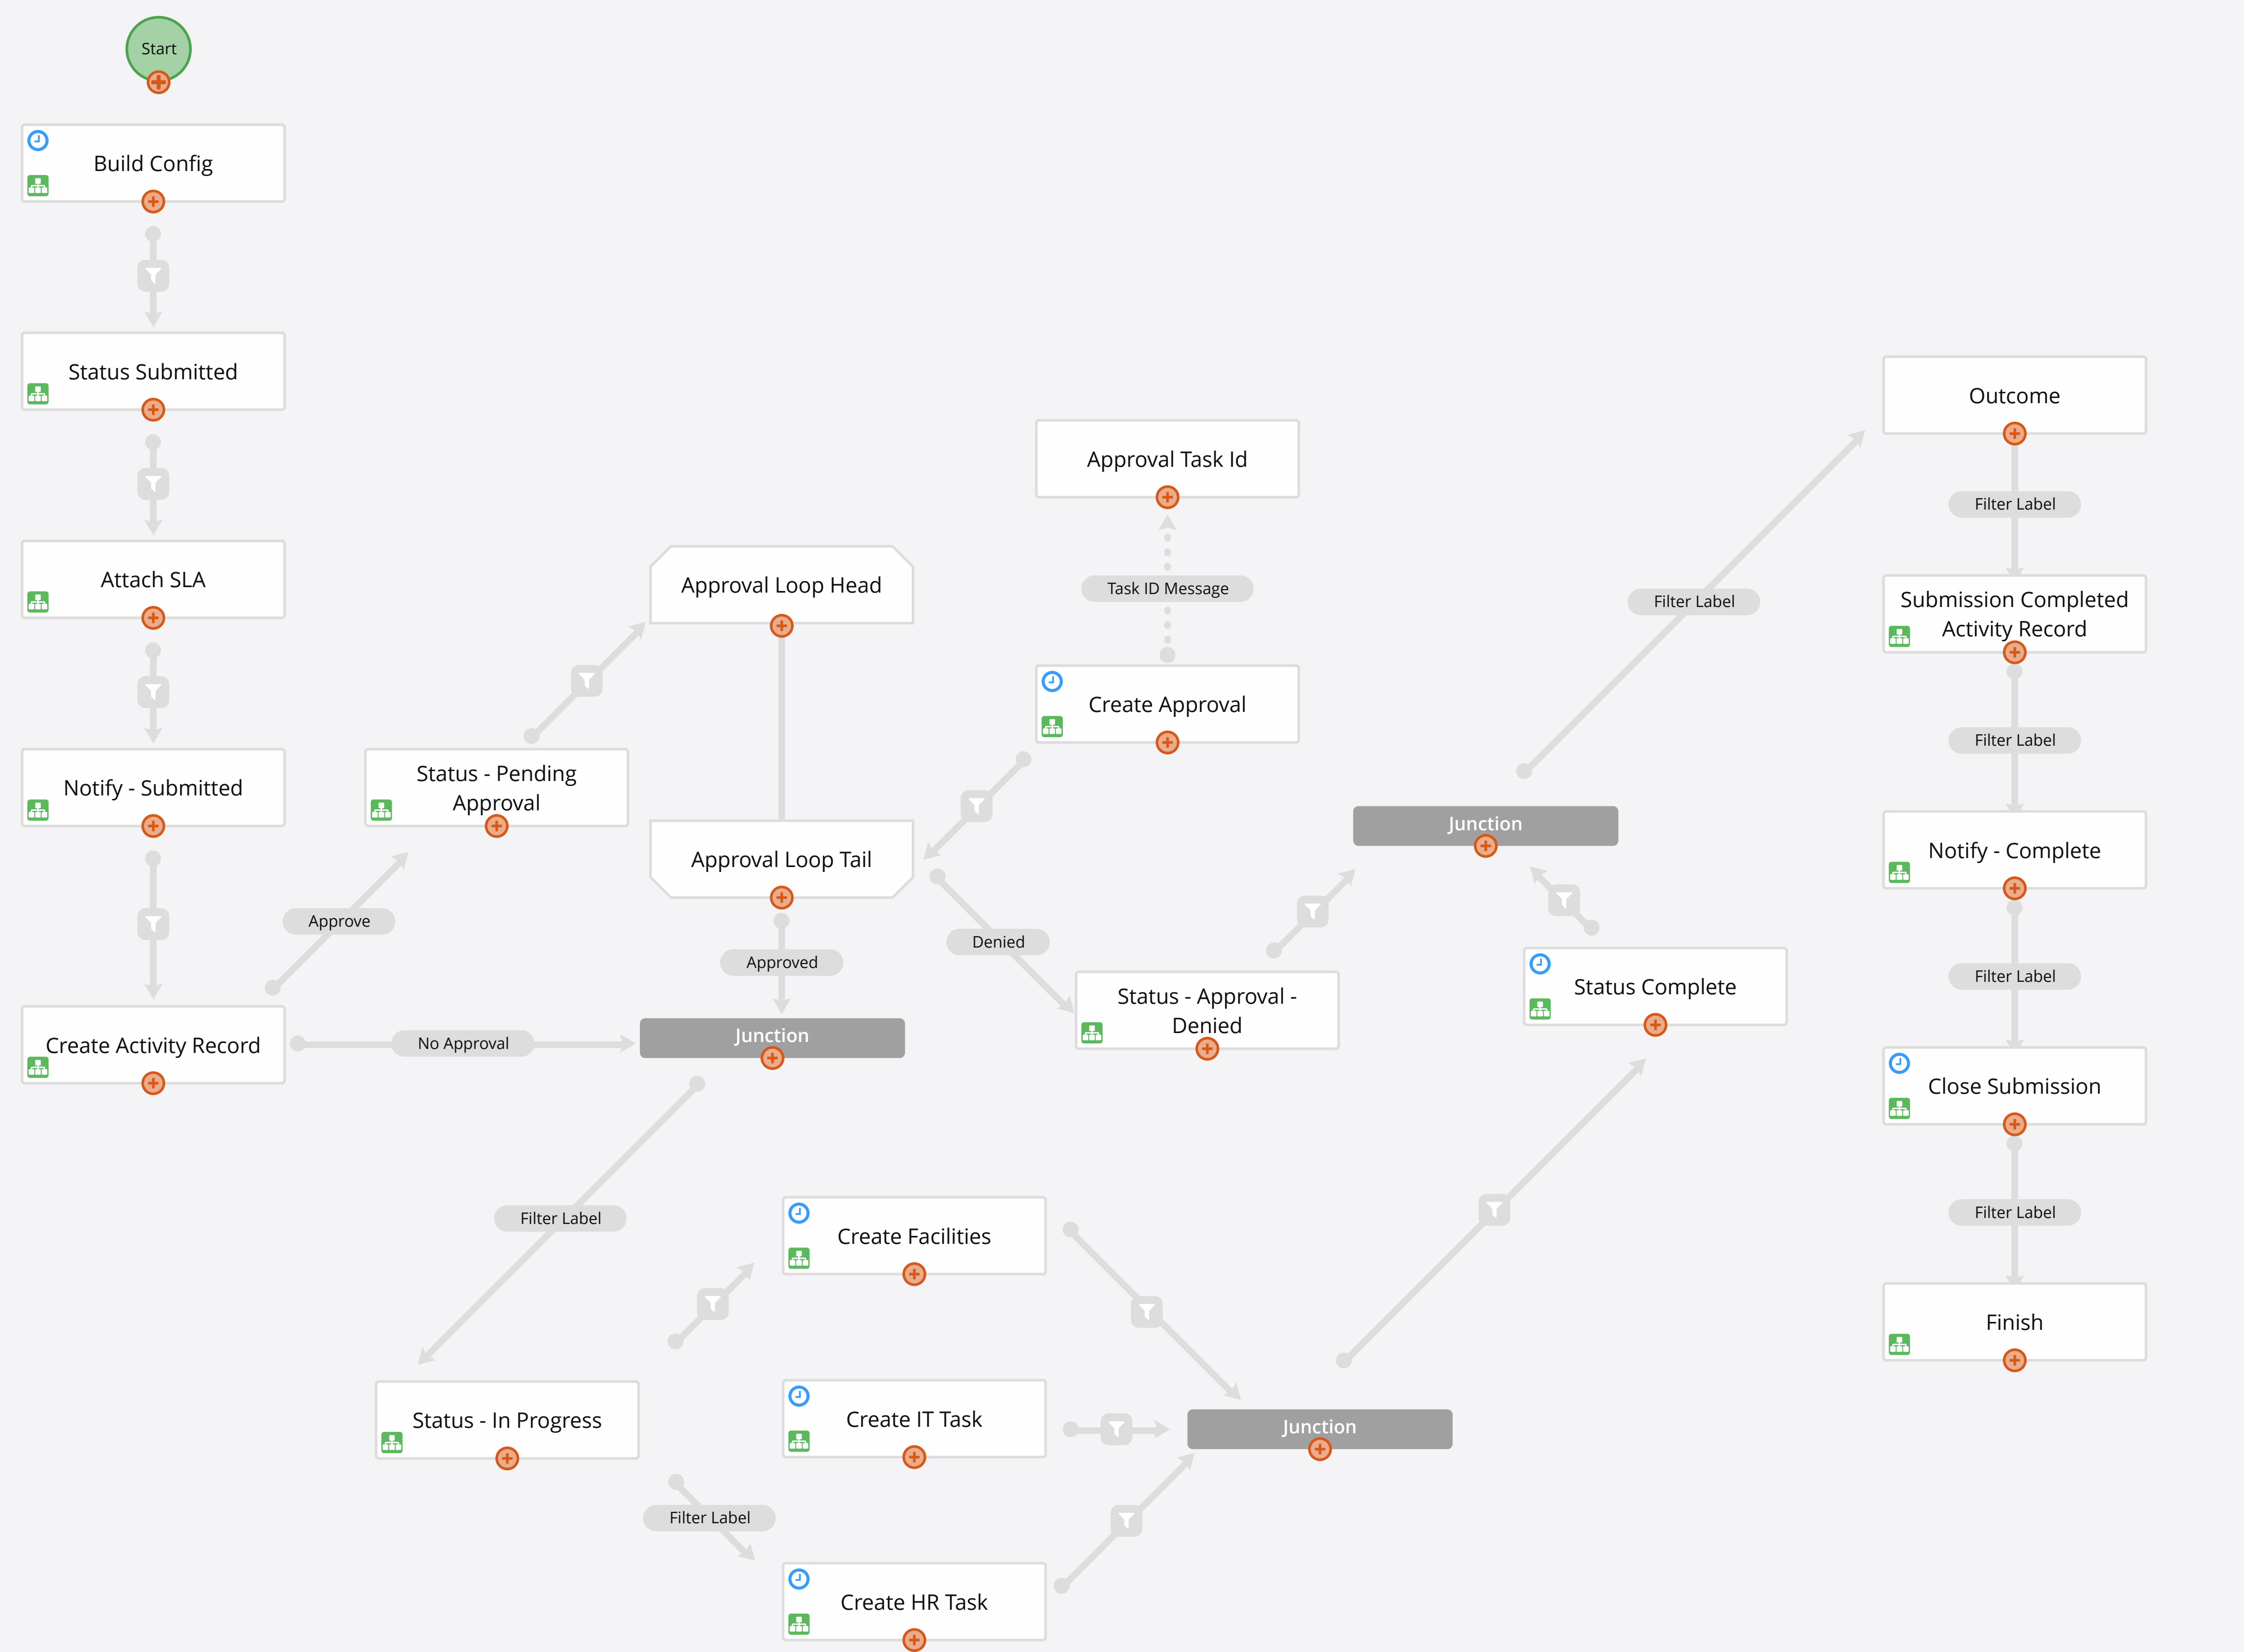 Start
Build Config
Status Submitted
Attach SLA
Notify - Submitted
Create Activity Record
Approve
No Approval
Status - Pending
Approval
Approval Loop Head
Approval Loop Tail
Approved
Junction
Approval Task Id
Task ID Message
Create Approval
Denied
Status - Approval -
Denied
Junction
Status Complete
Filter Label
Status - In Progress
Filter Label
Create Facilities
Create IT Task
Create HR Task
Junction
Filter Label
Outcome
Filter Label
Submission Completed
Activity Record
Filter Label
Notify - Complete
Filter Label
Close Submission
Filter Label
Finish